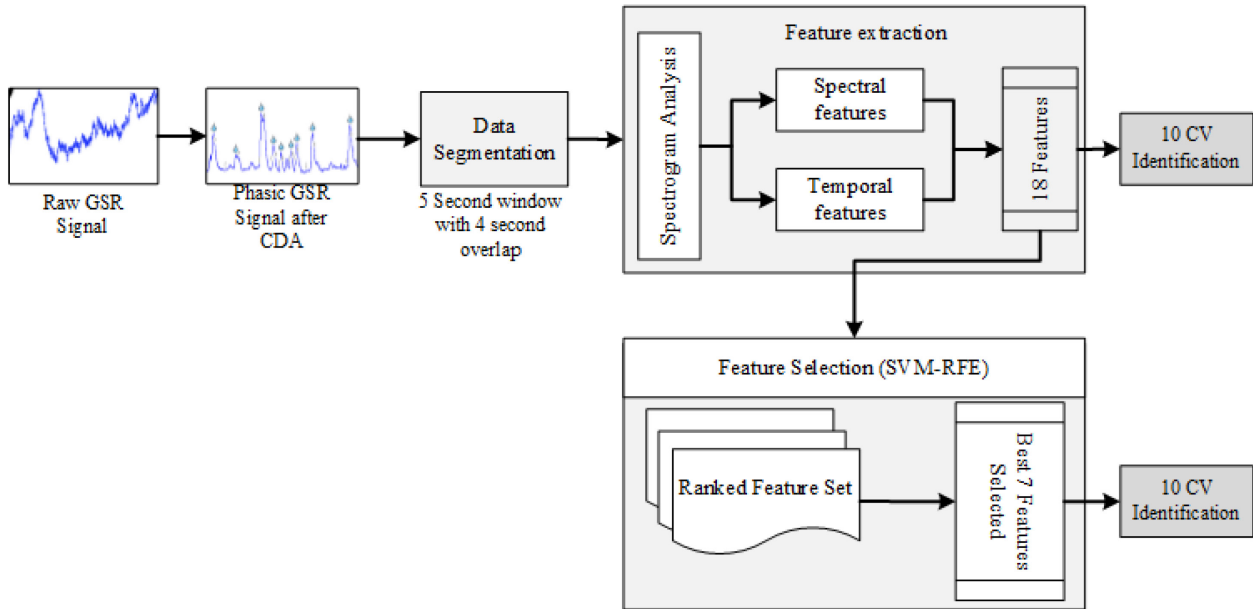 Raw GSR
Signal
Phasic GSR
Signal after
CDA
Data
Segmentation
5 Second window
with 4 second
overlap
Feature extraction
Spectrogram Analysis
Spectral
features
Temporal
features
18 Features
10 CV
Identification
Feature Selection (SVM-RFE)
Ranked Feature Set
Best 7 Features
Selected
10 CV
Identification